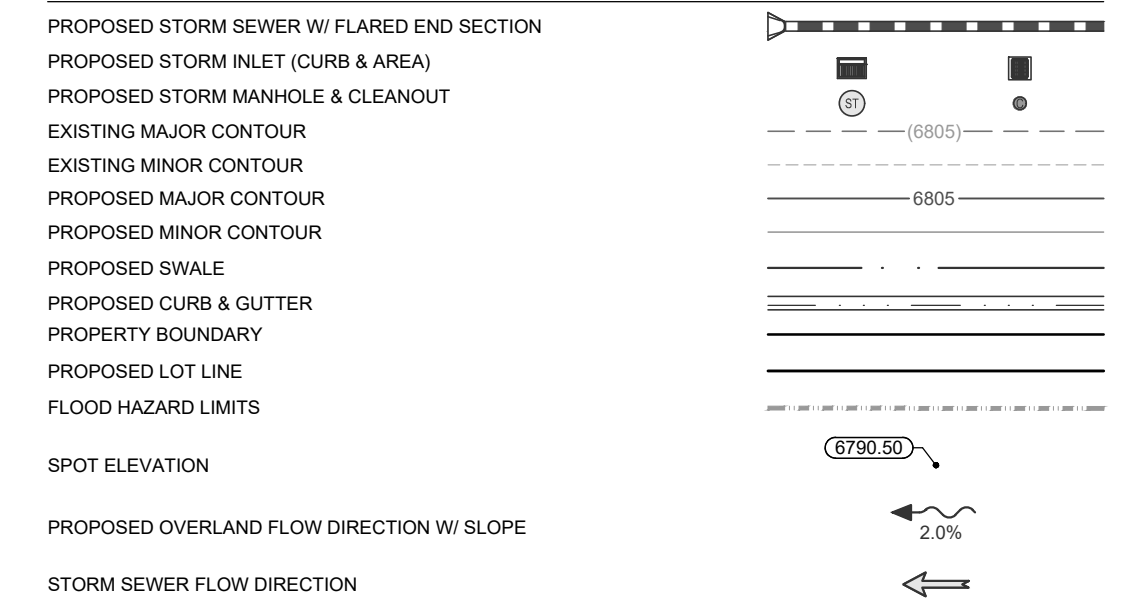 PROPOSED STORM SEWER W/ FLARED END SECTION
PROPOSED STORM INLET (CURB & AREA)
PROPOSED STORM MANHOLE & CLEANOUT ST C
EXISTING MAJOR CONTOUR (6805)
EXISTING MINOR CONTOUR
PROPOSED MAJOR CONTOUR 6805
PROPOSED MINOR CONTOUR
PROPOSED SWALE
PROPOSED CURB & GUTTER
PROPERTY BOUNDARY
PROPOSED LOT LINE
FLOOD HAZARD LIMITS
SPOT ELEVATION 6790.50
PROPOSED OVERLAND FLOW DIRECTION W/ SLOPE 2.0%
STORM SEWER FLOW DIRECTION